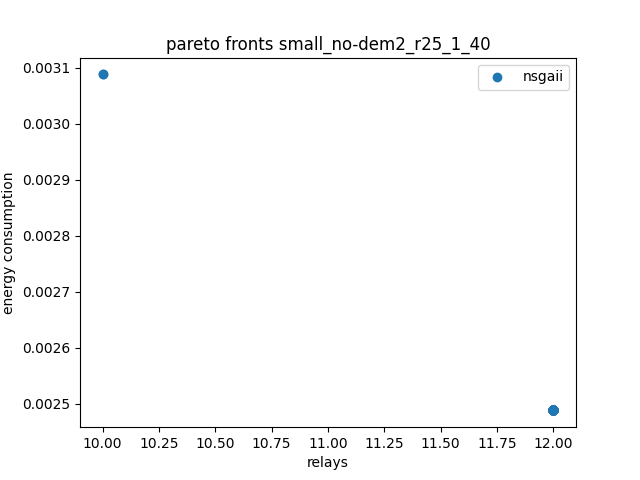 pareto fronts small_no-dem2_r25_1_40
nsgaii
0.0031
0.0030
0.0029
0.0028
0.0027
0.0026
0.0025
energy consumption
10.00 10.25 10.50 10.75 11.00 11.25 11.50 11.75 12.00
relays